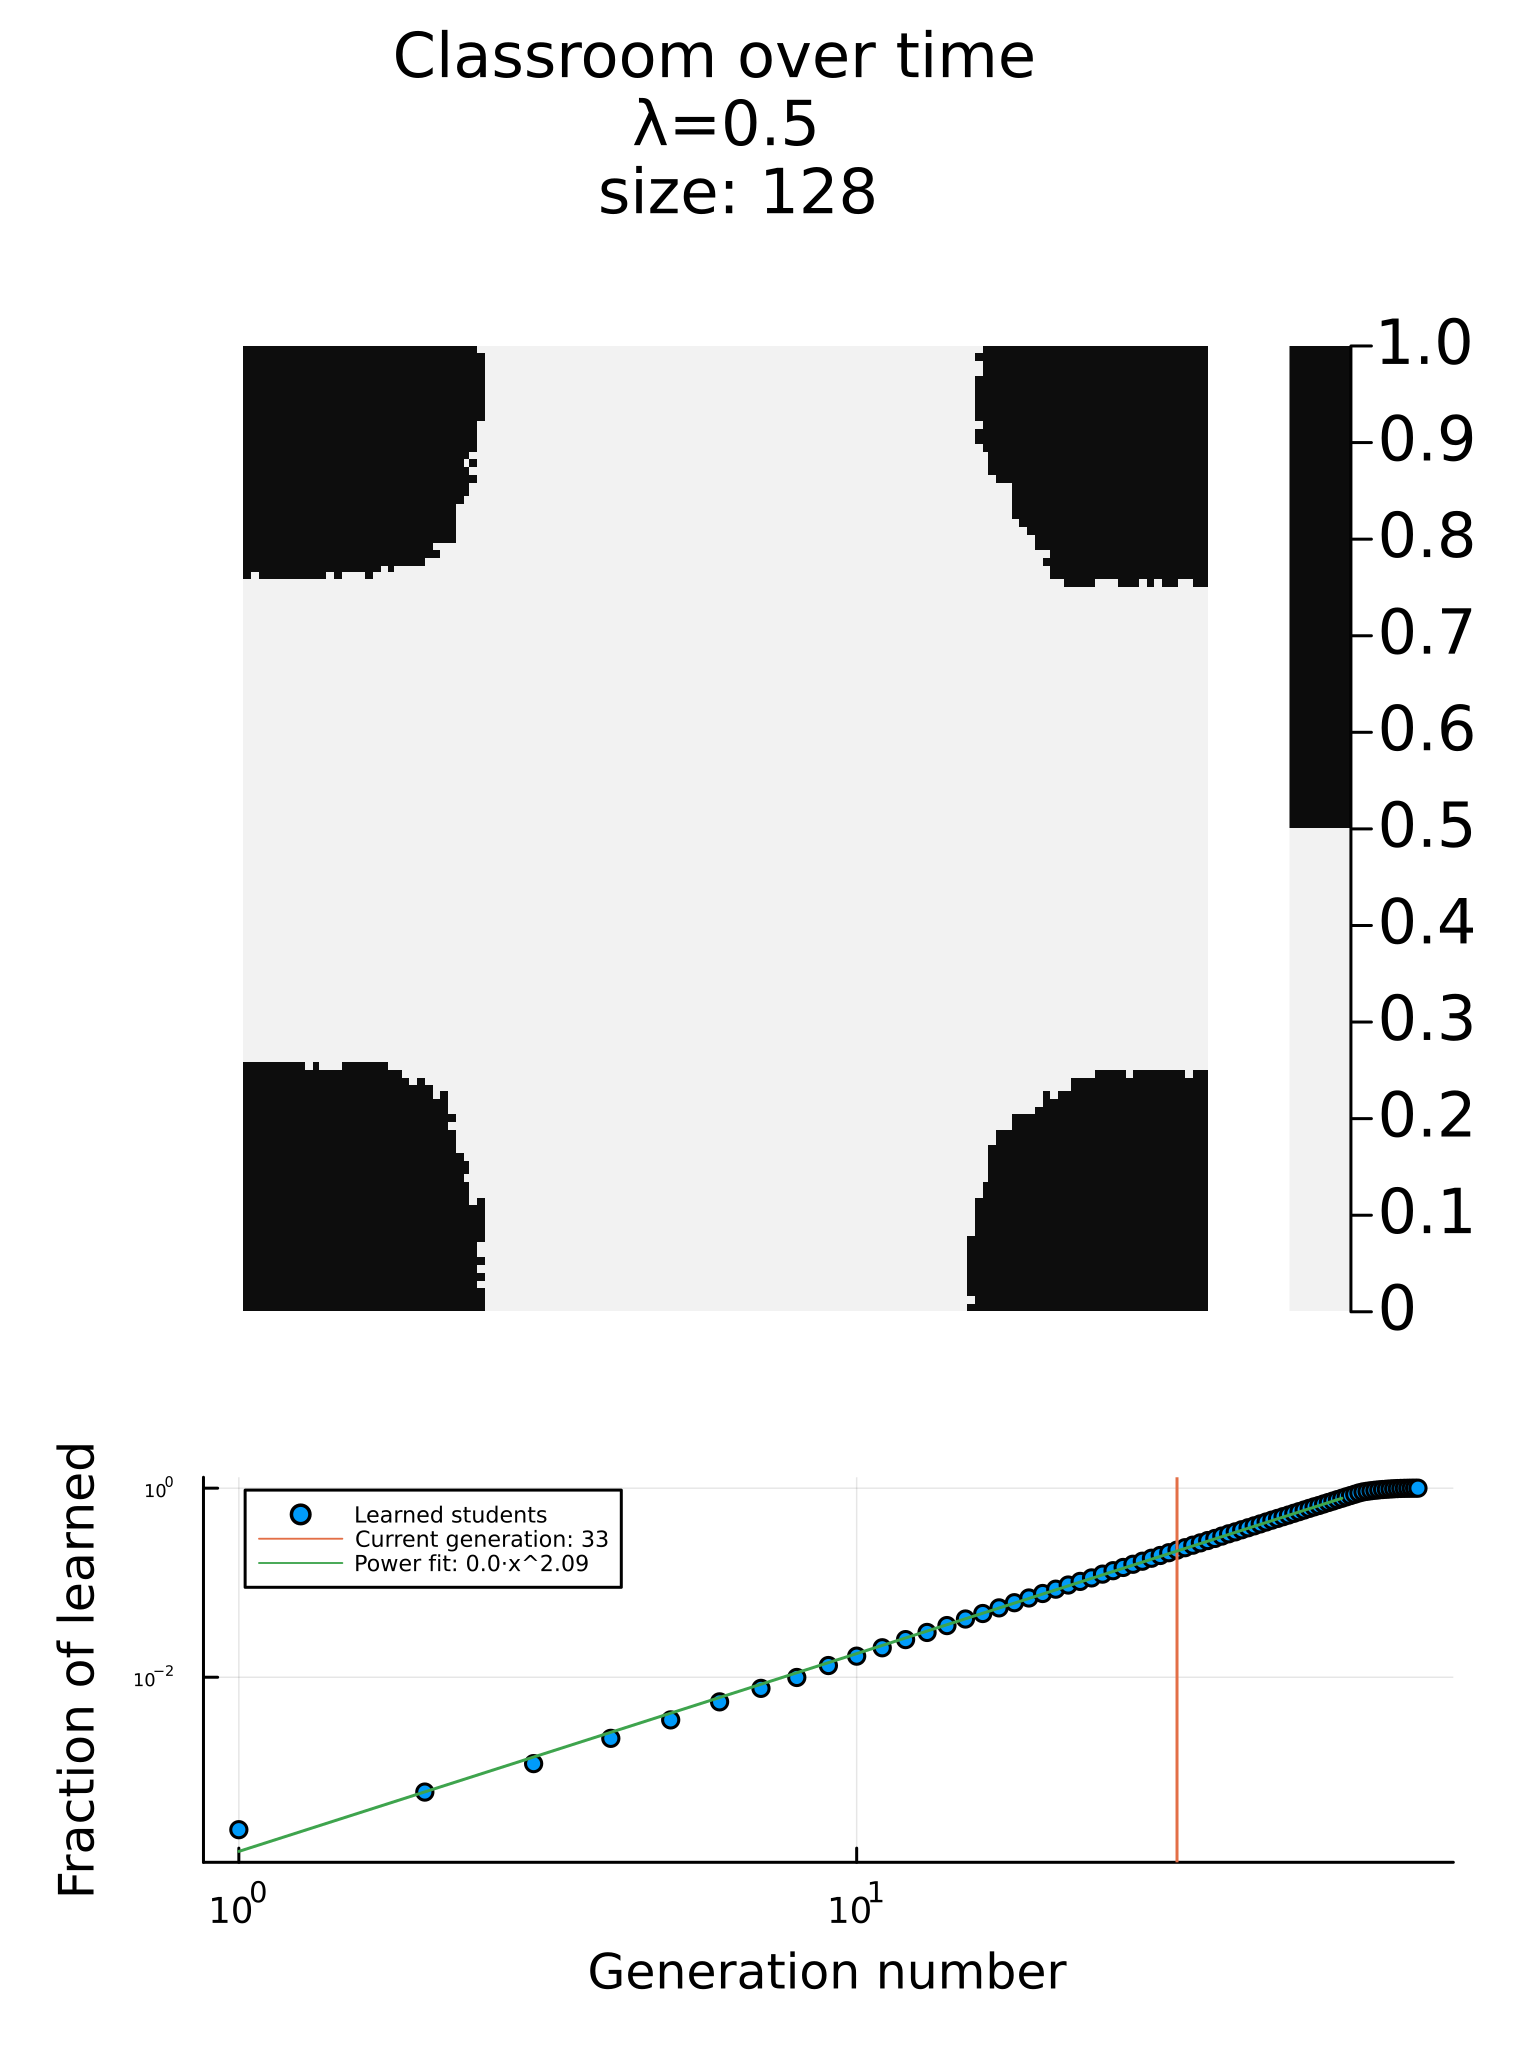 Classroom over time
λ=0.5
size: 128
1.0
0.9
0.8
0.7
0.6
0.5
0.4
0.3
0.2
0.1
0
Fraction of learned
10^0
10^−2
Learned students
Current generation: 33
Power fit: 0.0·x^2.09
10^0
10^1
Generation number